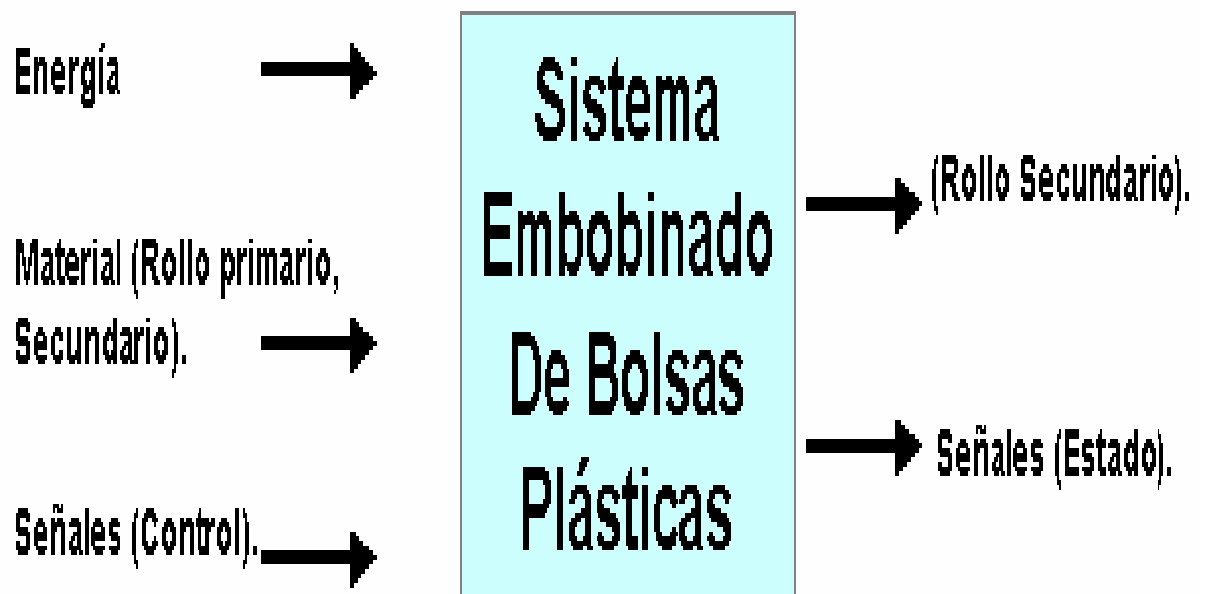 Energía
Material (Rollo primario,
Secundario).
Señales (Control).
Sistema
Embobinado
De Bolsas
Plásticas
(Rollo Secundario).
Señales (Estado).